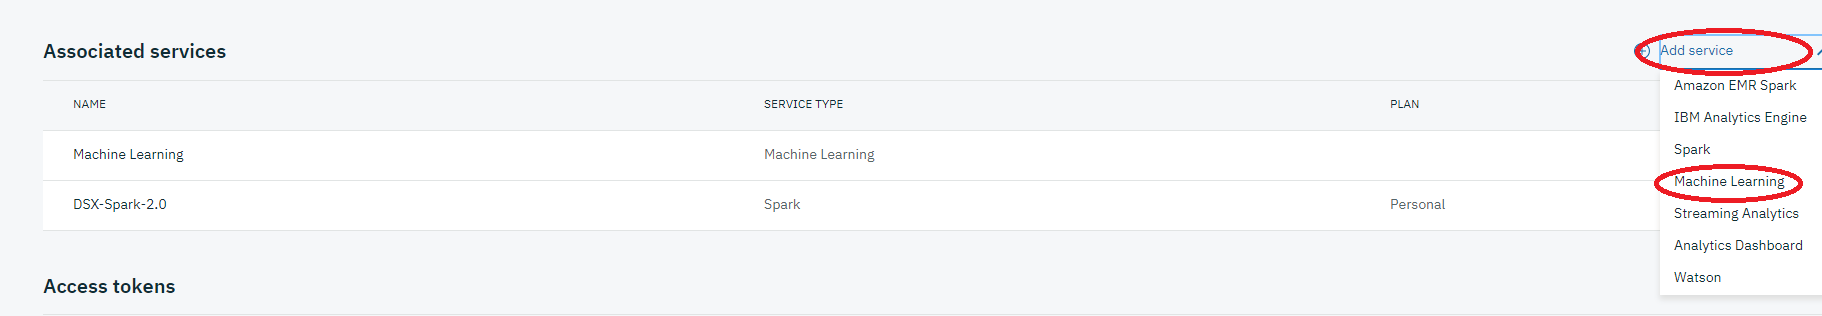 Associated services
Add service
NAME SERVICE TYPE PLAN
Machine Learning Machine Learning
DSX-Spark-2.0 Spark Personal
Amazon EMR Spark
IBM Analytics Engine
Spark
Machine Learning
Streaming Analytics
Analytics Dashboard
Watson
Access tokens